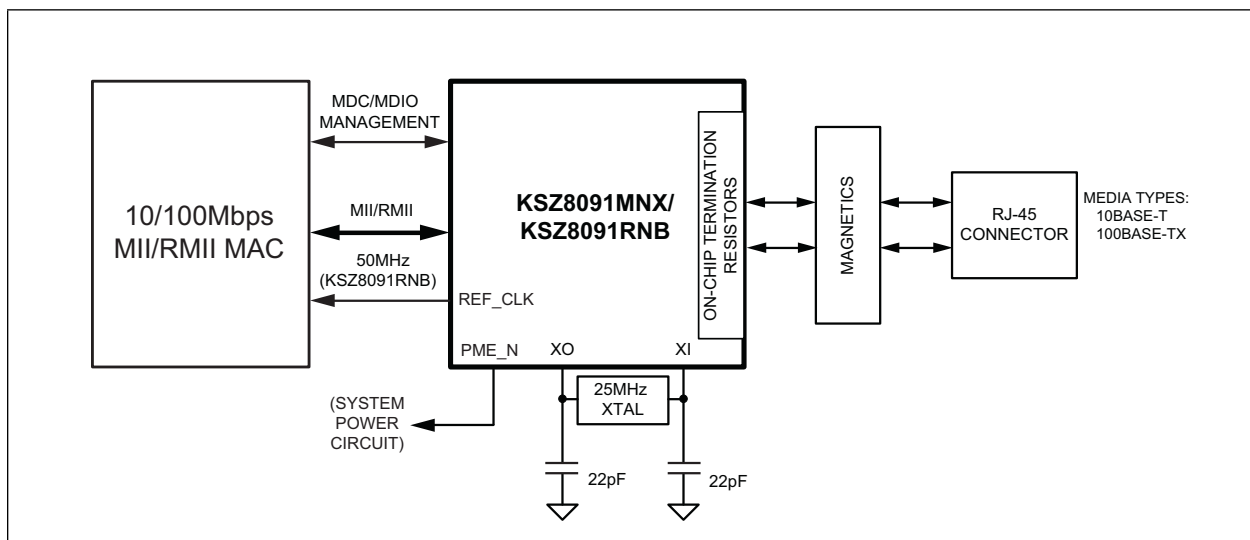 10/100Mbps
MII/RMII MAC
MDC/MDIO
MANAGEMENT
MII/RMII
50MHz
(KSZ8091RNB)
KSZ8091MNX/
KSZ8091RNB
REF_CLK
PME_N
XO
XI
ON-CHIP TERMINATION
RESISTORS
MAGNETICS
RJ-45
CONNECTOR
MEDIA TYPES:
10BASE-T
100BASE-TX
(SYSTEM
POWER
CIRCUIT)
25MHz
XTAL
22pF
22pF